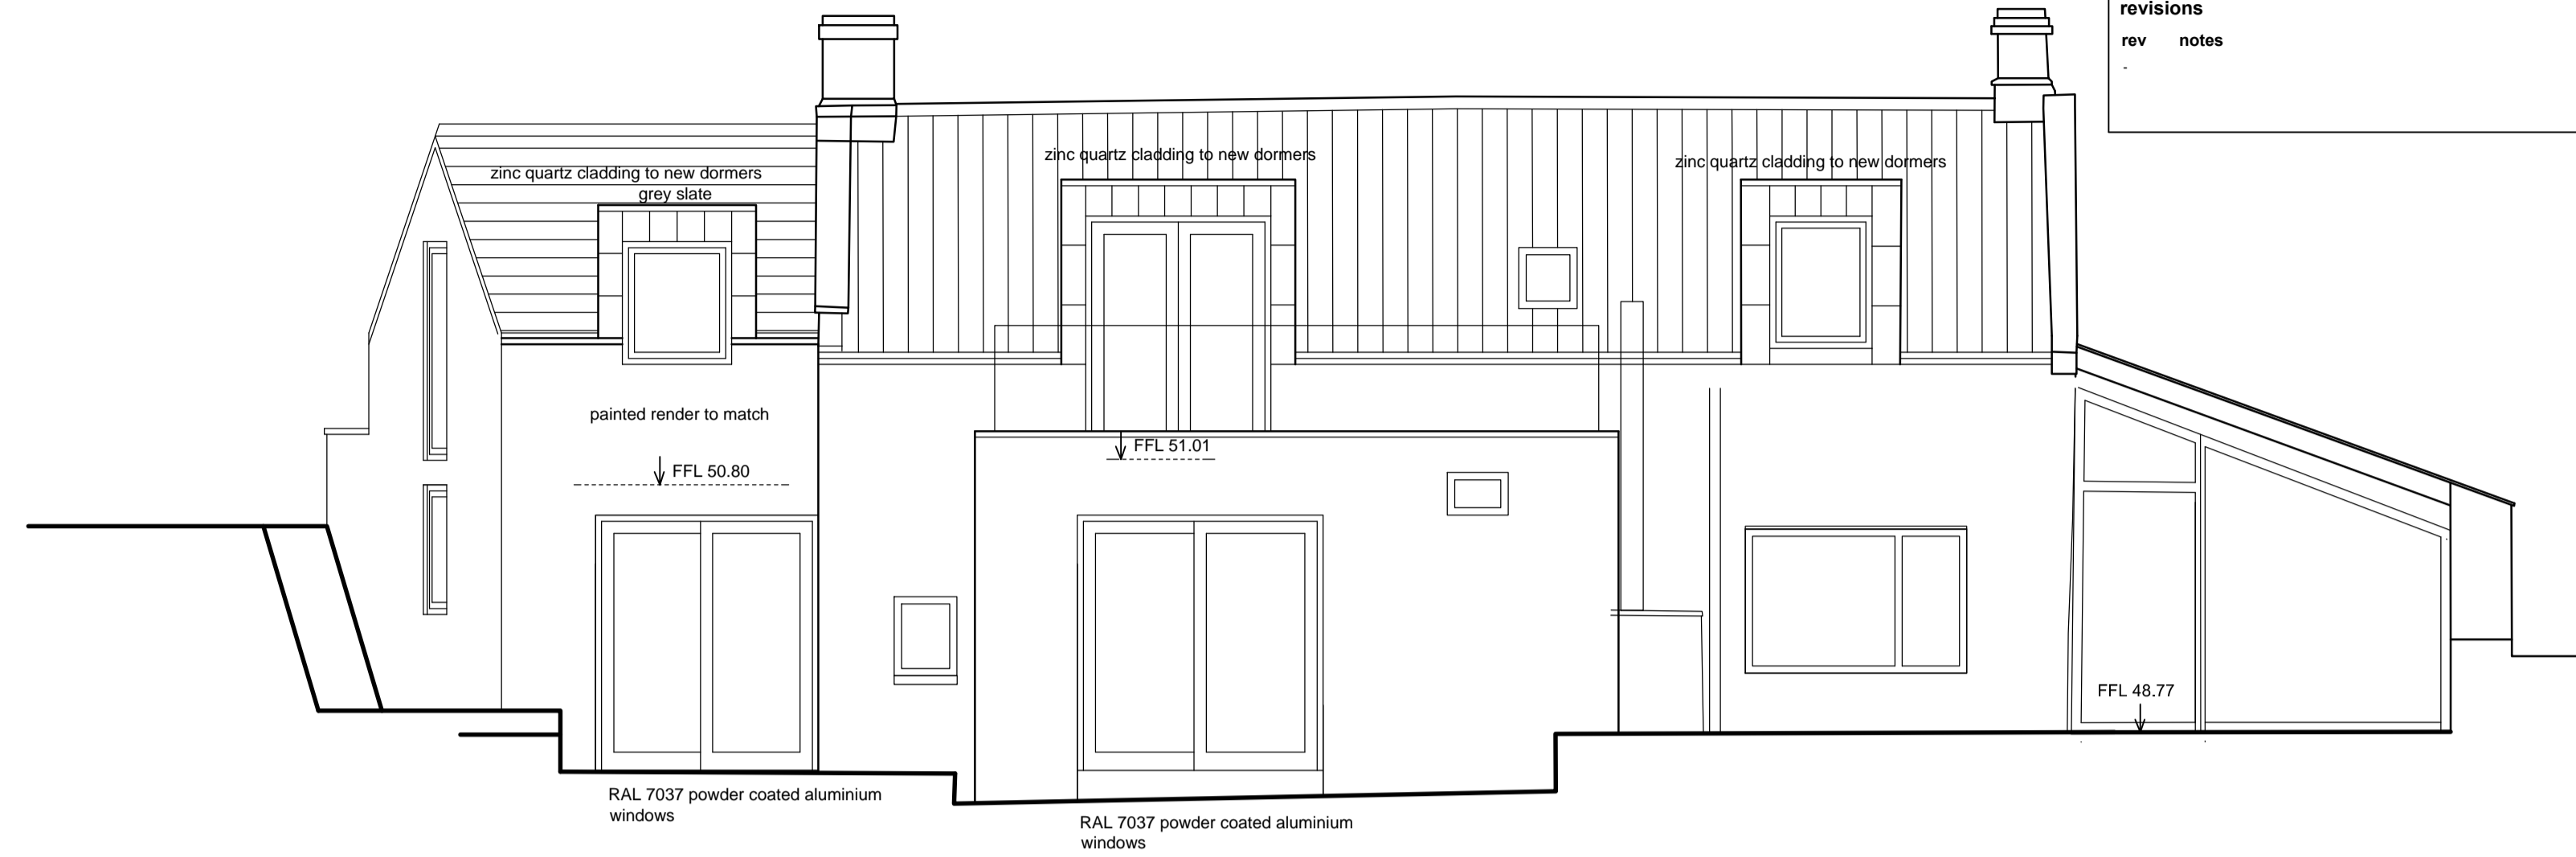 revisions
rev notes
-
zinc quartz cladding to new dormers
grey slate
zinc quartz cladding to new dormers
zinc quartz cladding to new dormers
painted render to match
FFL 50.80
FFL 51.01
FFL 48.77
RAL 7037 powder coated aluminium
windows
RAL 7037 powder coated aluminium
windows